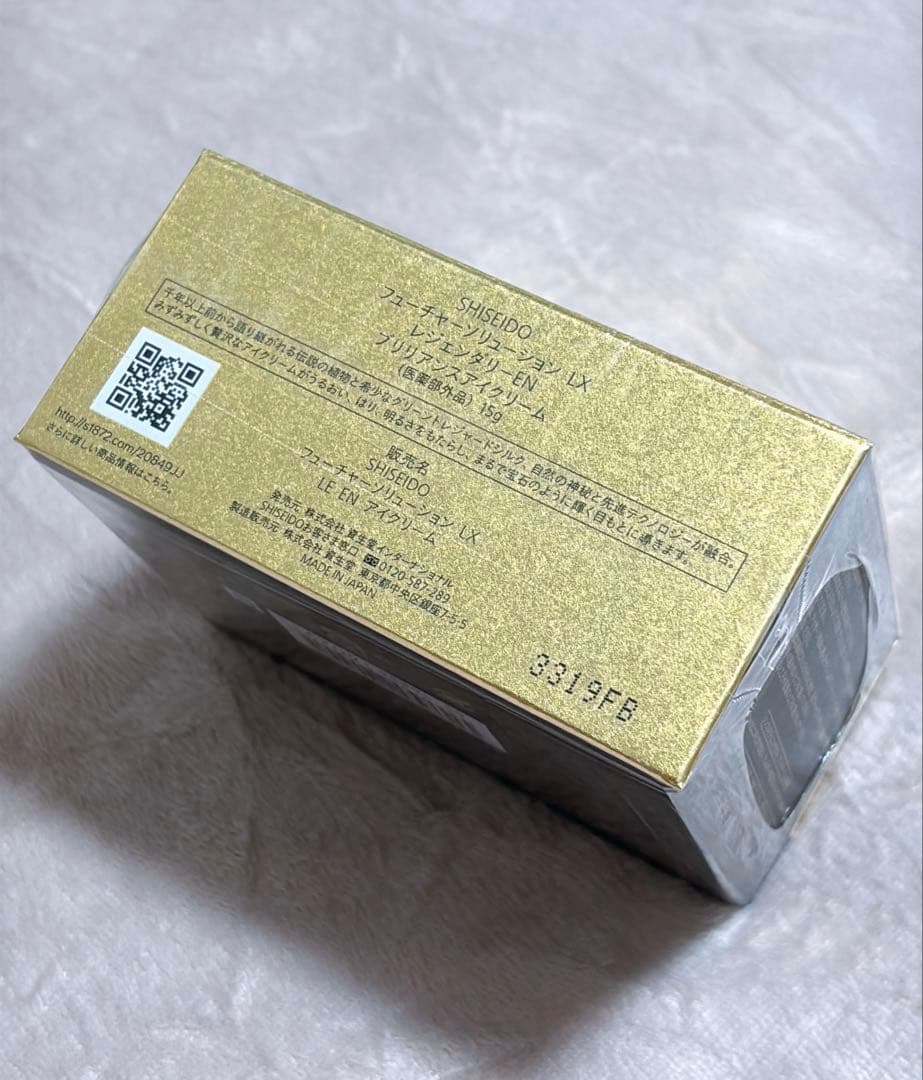 SHISEIDO
フューチャーソリューション LX
レジェンダリーEN
ブリリアンスアイクリーム
(医薬部外品) 15g
千年以上前から語り継がれる伝説の植物と希少なグリーントレジャードシルク。自然の神秘と先進テクノロジーが融合。
みずみずしく贅沢なアイクリームがうるおい、はり、明るさをもたらし、まるで宝石のように輝く目もとに導きます。
http://s1872.com/20849JJ
さらに詳しい商品情報はこちら。
販売名
SHISEIDO
フューチャーソリューション LX
LE EN アイクリーム
発売元 株式会社 資生堂インターナショナル
SHISEIDOお客さま窓口 0120-587-289
製造販売元 株式会社 資生堂 東京都中央区銀座7-5-5
MADE IN JAPAN
3319FB